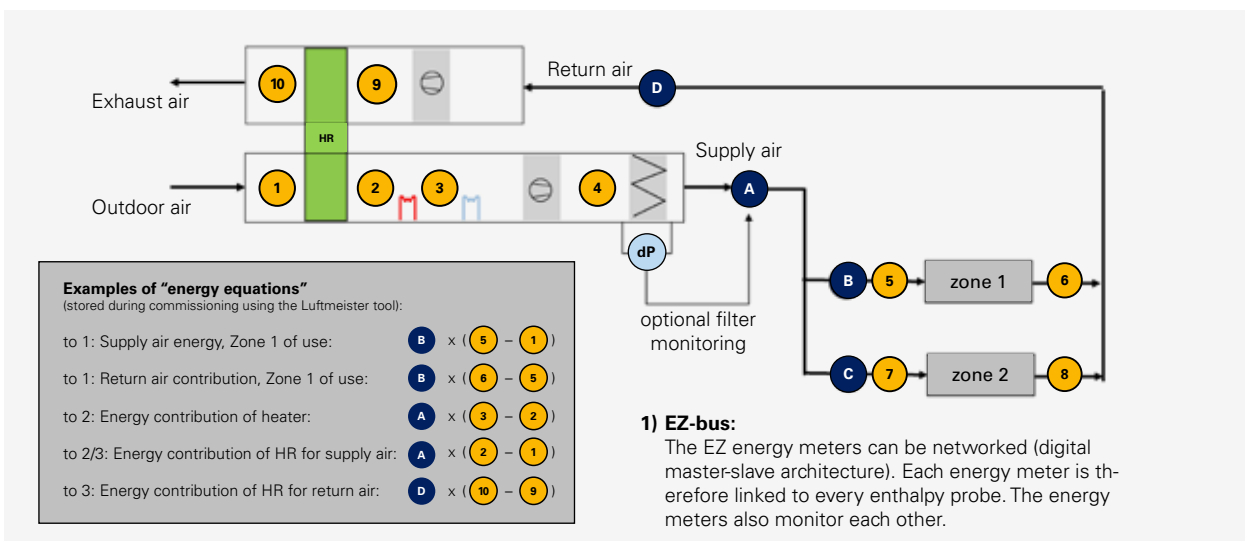 10
9
Return air
D
Exhaust air
HR
Supply air
1
2
3
4
A
Outdoor air
dP
B
5
zone 1
6
optional filter
monitoring
C
7
zone 2
8
Examples of “energy equations”
(stored during commissioning using the Luftmeister tool):
to 1: Supply air energy, Zone 1 of use: B x ( 5 – 1 )
to 1: Return air contribution, Zone 1 of use: B x ( 6 – 5 )
to 2: Energy contribution of heater: A x ( 3 – 2 )
to 2/3: Energy contribution of HR for supply air: A x ( 2 – 1 )
to 3: Energy contribution of HR for return air: D x ( 10 – 9 )
1) EZ-bus:
The EZ energy meters can be networked (digital
master-slave architecture). Each energy meter is th-
erefore linked to every enthalpy probe. The energy
meters also monitor each other.